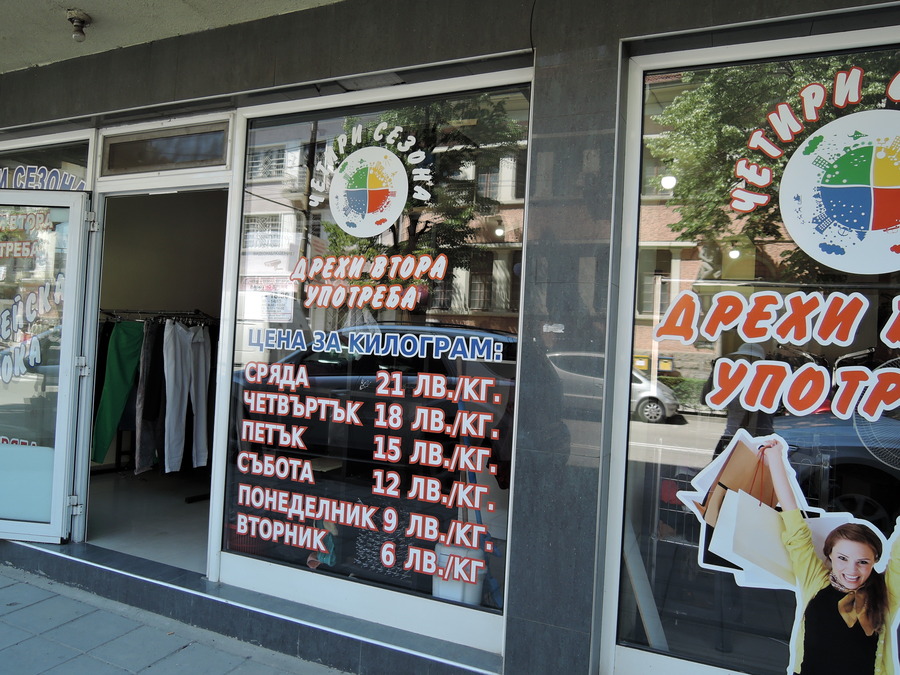 ЧЕТИРИ СЕЗОНА
ДРЕХИ ВТОРА
УПОТРЕБА
ЦЕНА ЗА КИЛОГРАМ:
СРЯДА 21 ЛВ./КГ.
ЧЕТВЪРТЪК 18 ЛВ./КГ.
ПЕТЪК 15 ЛВ./КГ.
СЪБОТА 12 ЛВ./КГ.
ПОНЕДЕЛНИК 9 ЛВ./КГ.
ВТОРНИК 6 ЛВ./КГ
ЧЕТИРИ
ДРЕХИ
УПОТР
СЕЗОНА